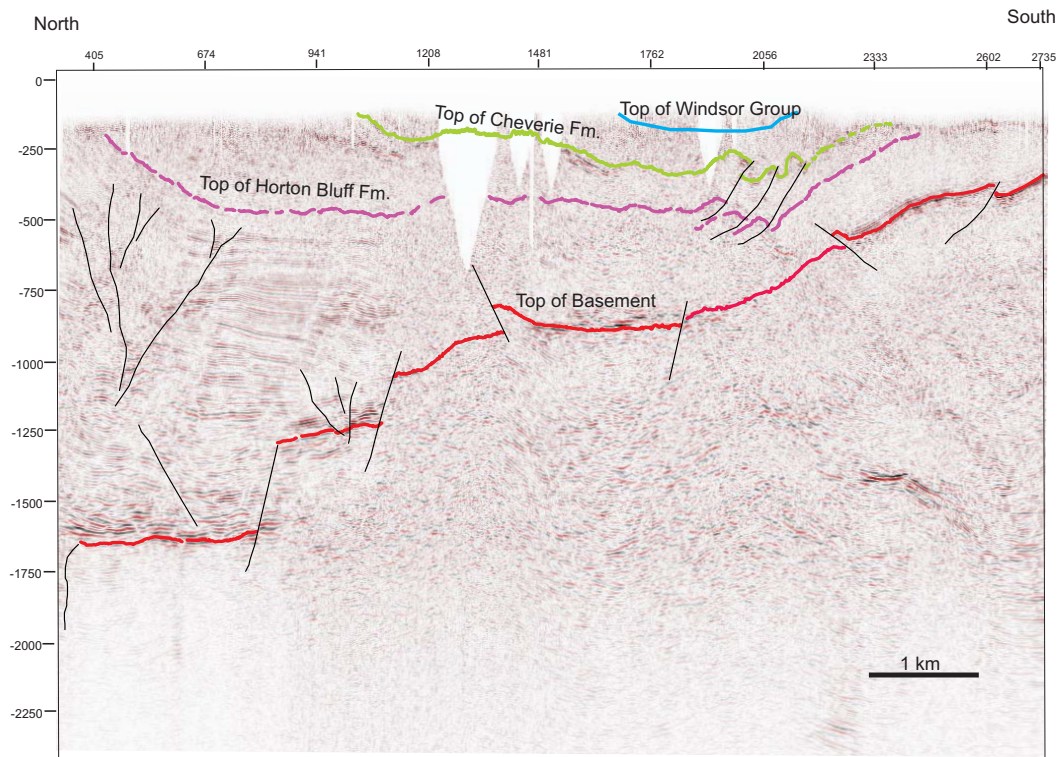 North
South
405 674 941 1208 1481 1762 2056 2333 2602 2735
0
Top of Windsor Group
Top of Cheverie Fm.
-250
Top of Horton Bluff Fm.
-500
-750
Top of Basement
-1000
-1250
-1500
-1750
-2000
1 km
-2250